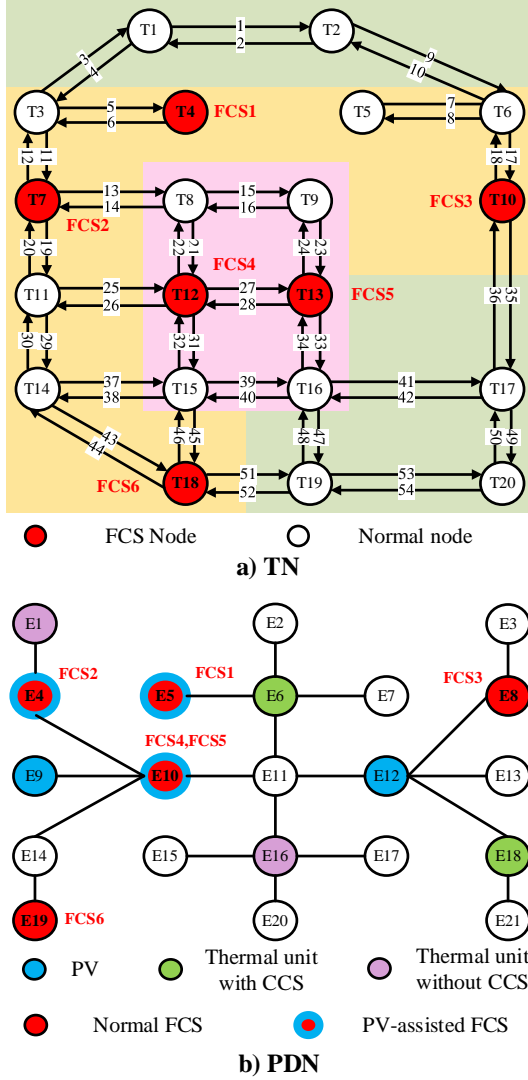 1
T1 T2
2
3
4
9
10
T3 5 T4 FCS1 T5 7 T6
6 8
12 11 18 17
T7 13 T8 15 T9 FCS3 T10
14 16
FCS2
20 19 22 21 24 23
FCS4
T11 25 T12 27 T13 FCS5
26 28
36 35
30 29 32 31 34 33
T14 37 T15 39 T16 41 T17
38 40 42
43
44
46 45 48 47 50 49
FCS6 T18 51 T19 53 T20
52 54
FCS Node Normal node
a) TN
E1 E2 E3
FCS2 FCS1 FCS3
E4 E5 E6 E7 E8
FCS4,FCS5
E9 E10 E11 E12 E13
E14 E15 E16 E17 E18
E19 FCS6 E20 E21
PV Thermal unit with CCS Thermal unit without CCS
Normal FCS PV-assisted FCS
b) PDN